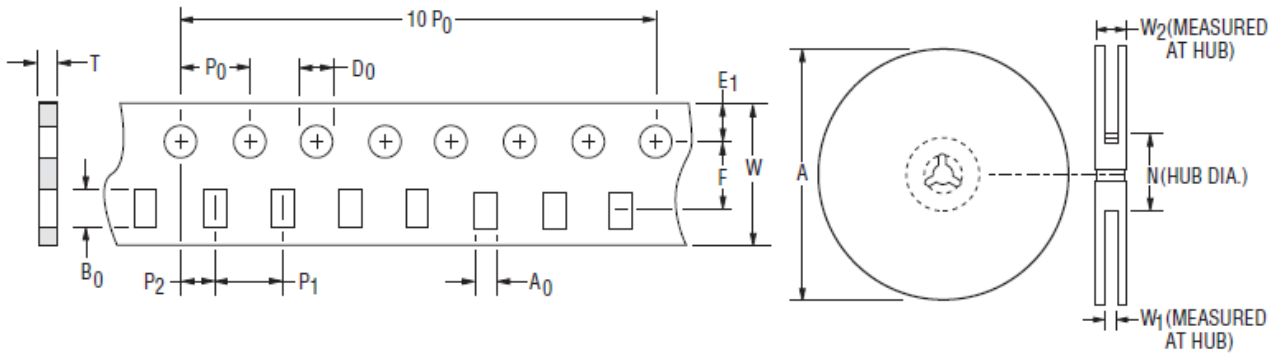 10 P0
W2(MEASURED
AT HUB)
T
P0
D0
E1
W
F
A
N(HUB DIA.)
B0
P2
P1
A0
W1(MEASURED
AT HUB)